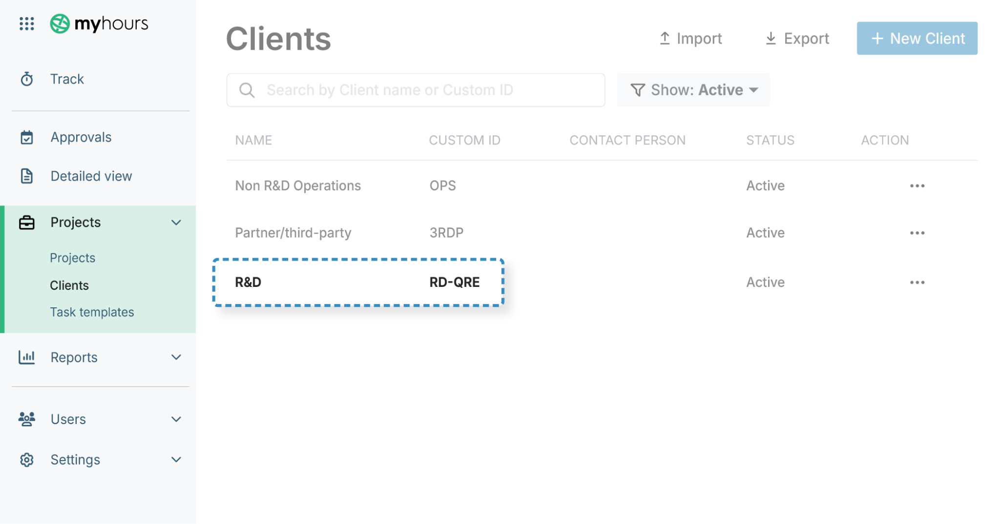 myhours
Track
Approvals
Detailed view
Projects
Projects
Clients
Task templates
Reports
Users
Settings
Clients
Import
Export
+ New Client
Search by Client name or Custom ID
Show: Active
NAME CUSTOM ID CONTACT PERSON STATUS ACTION
Non R&D Operations OPS Active
Partner/third-party 3RDP Active
R&D RD-QRE Active